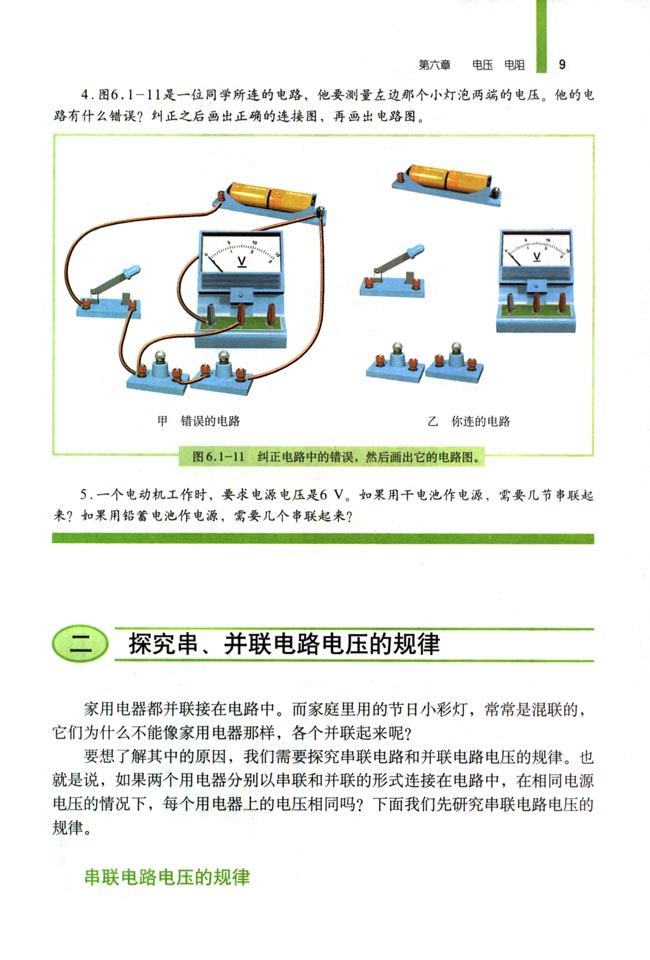 第六章 电压 电阻 9
4.图6.1-11是一位同学所连的电路，他要测量左边那个小灯泡两端的电压。他的电
路有什么错误？纠正之后画出正确的连接图，再画出电路图。
甲 错误的电路
乙 你连的电路
图6.1-11 纠正电路中的错误，然后画出它的电路图。
5.一个电动机工作时，要求电源电压是6 V。如果用干电池作电源，需要几节串联起
来？如果用铅蓄电池作电源，需要几个串联起来？
二 探究串、并联电路电压的规律
家用电器都并联接在电路中。而家庭里用的节日小彩灯，常常是混联的，
它们为什么不能像家用电器那样，各个并联起来呢？
要想了解其中的原因，我们需要探究串联电路和并联电路电压的规律。也
就是说，如果两个用电器分别以串联和并联的形式连接在电路中，在相同电源
电压的情况下，每个用电器上的电压相同吗？下面我们先研究串联电路电压的
规律。
串联电路电压的规律